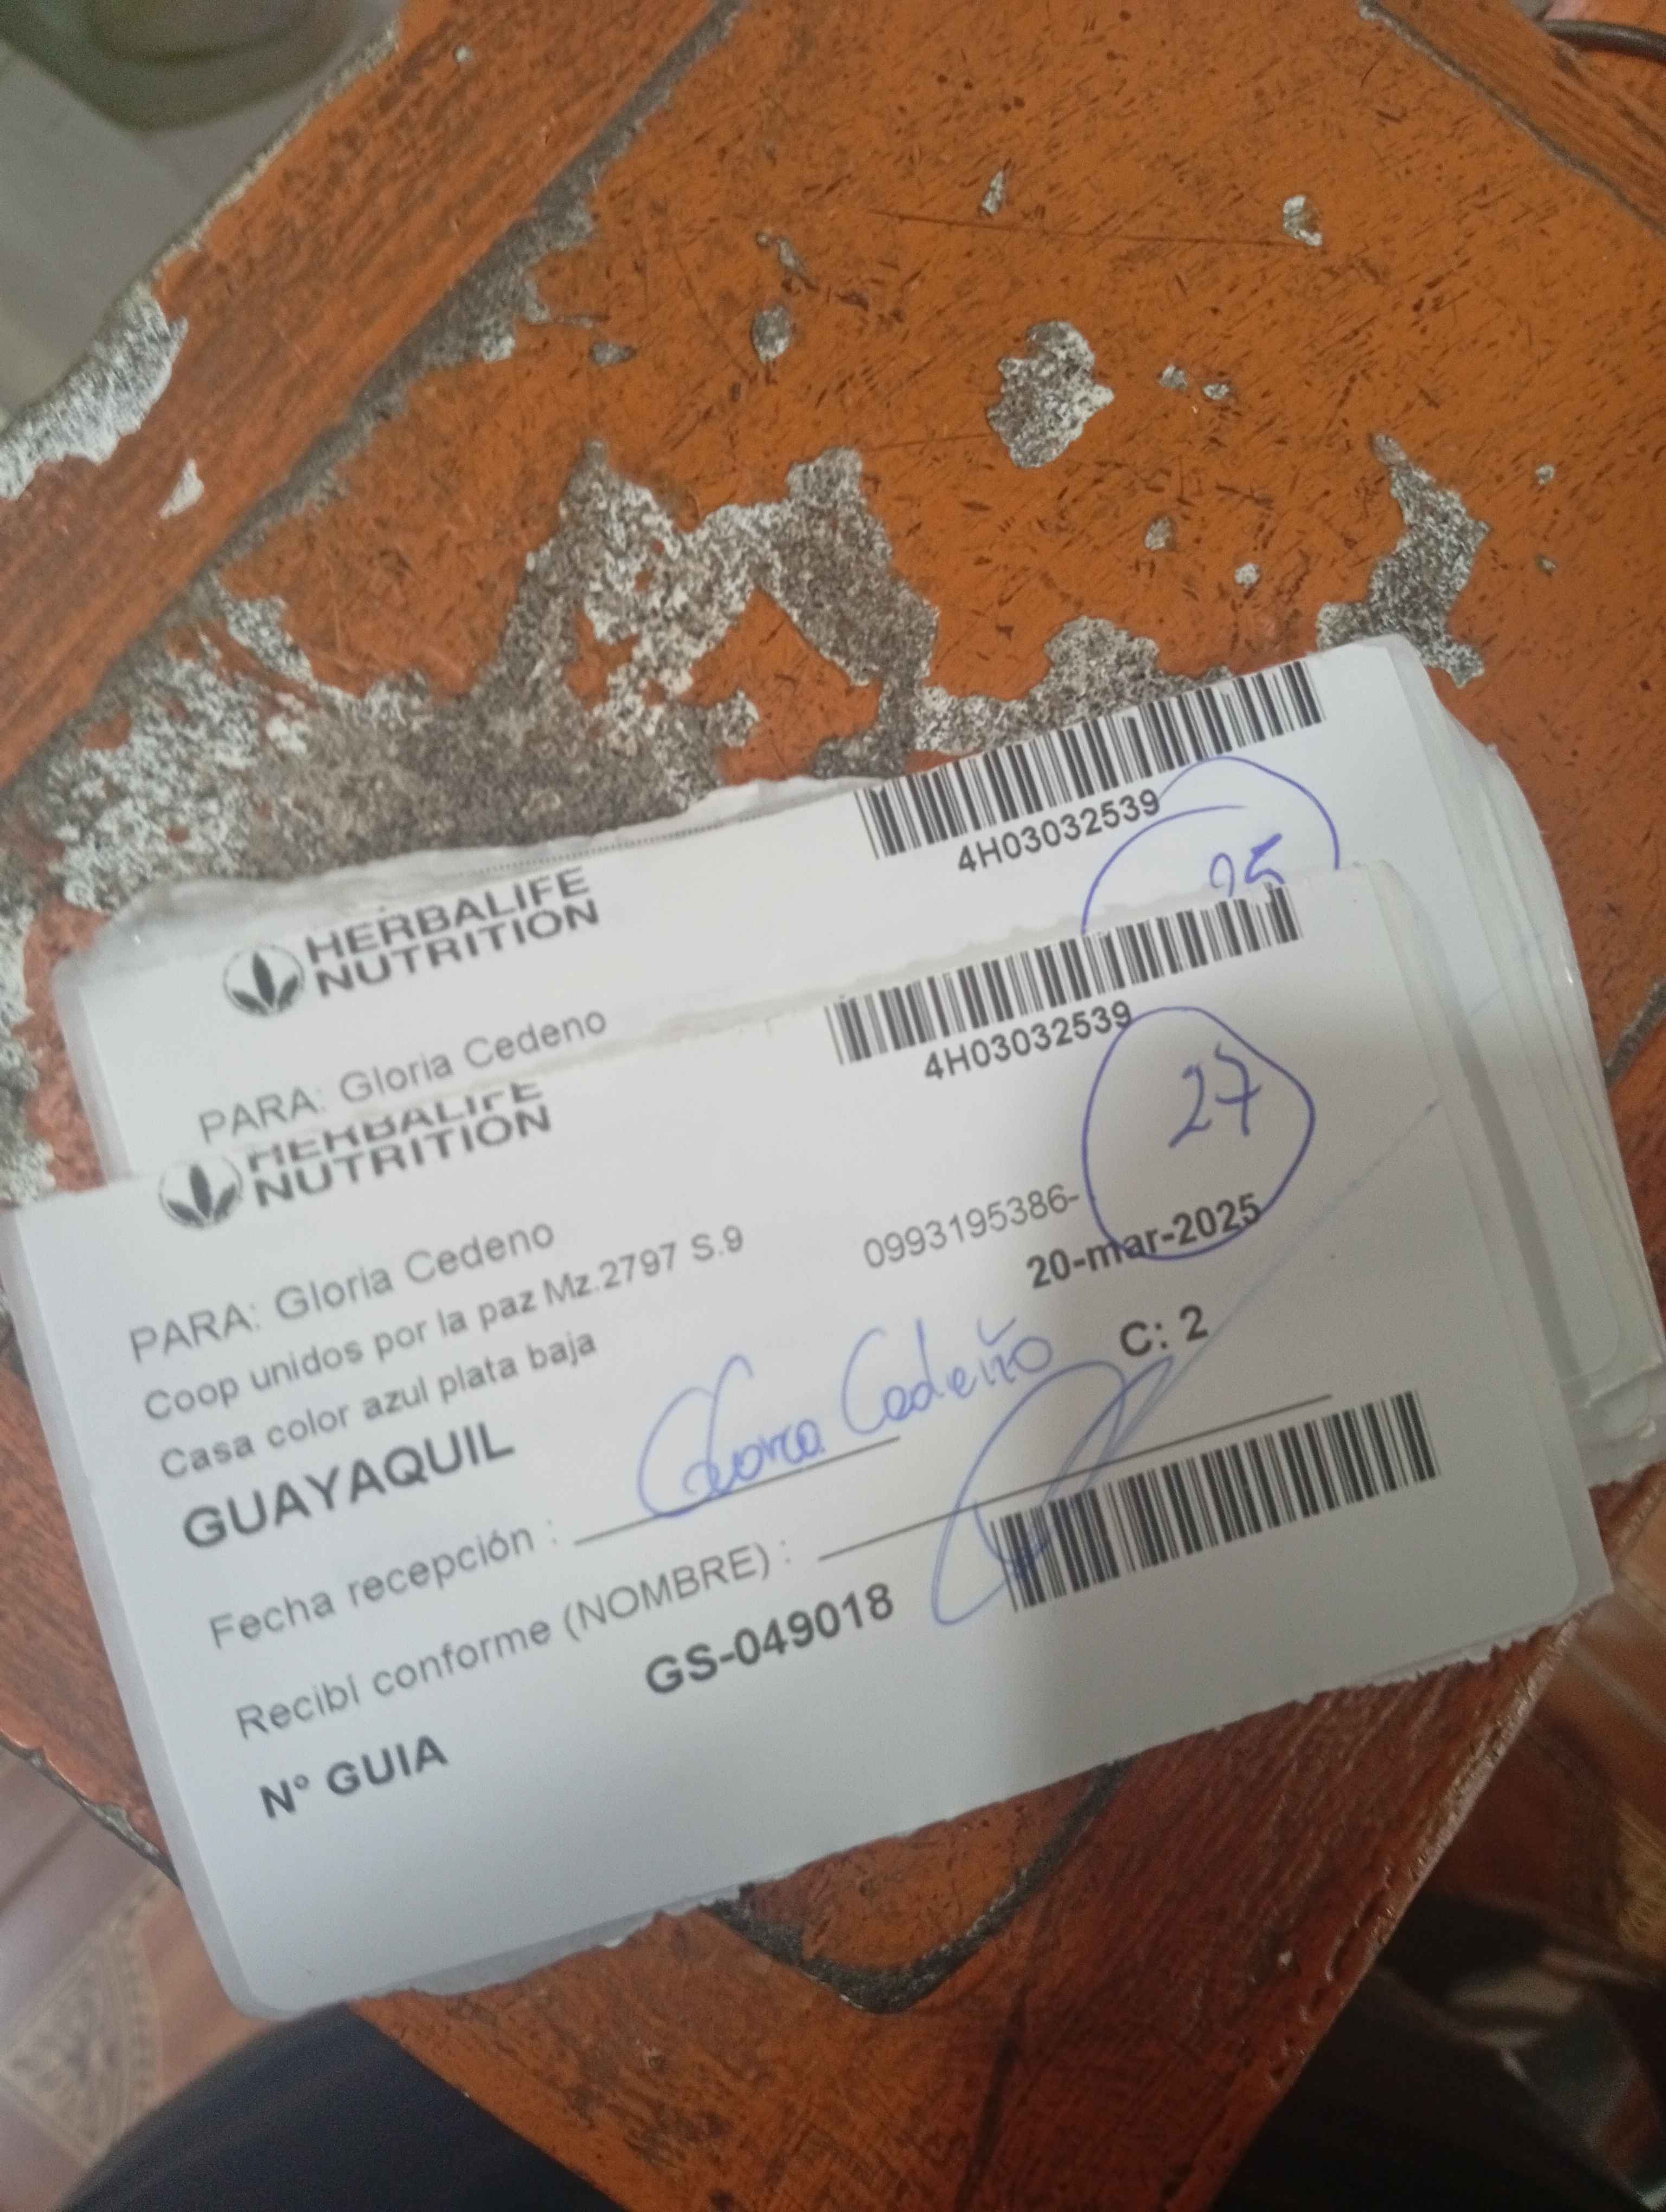 4H03032539
25
HERBALIFE
NUTRITION
PARA: Gloria Cedeno
4H03032539
27
HERBALIFE
NUTRITION
PARA: Gloria Cedeno
Coop unidos por la paz Mz.2797 S.9 0993195386-
Casa color azul plata baja 20-mar-2025
GUAYAQUIL C: 2
Fecha recepción : Gloria Cedeño
Recibí conforme (NOMBRE) :
N° GUIA GS-049018